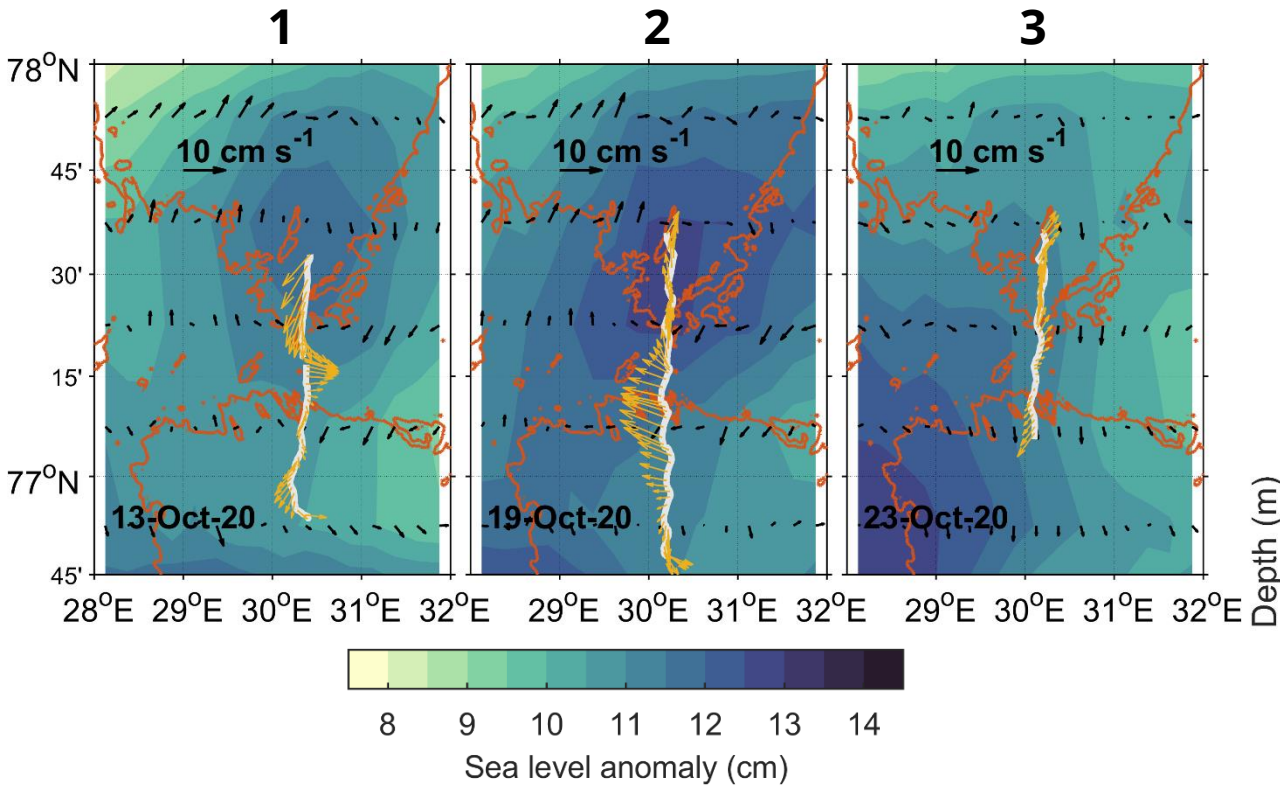 1 2 3
78°N
45'
30'
15'
77°N
45'
10 cm s-1
10 cm s-1
10 cm s-1
13-Oct-20
19-Oct-20
23-Oct-20
28°E 29°E 30°E 31°E 32°E 29°E 30°E 31°E 32°E 29°E 30°E 31°E 32°E
Depth (m)
8 9 10 11 12 13 14
Sea level anomaly (cm)